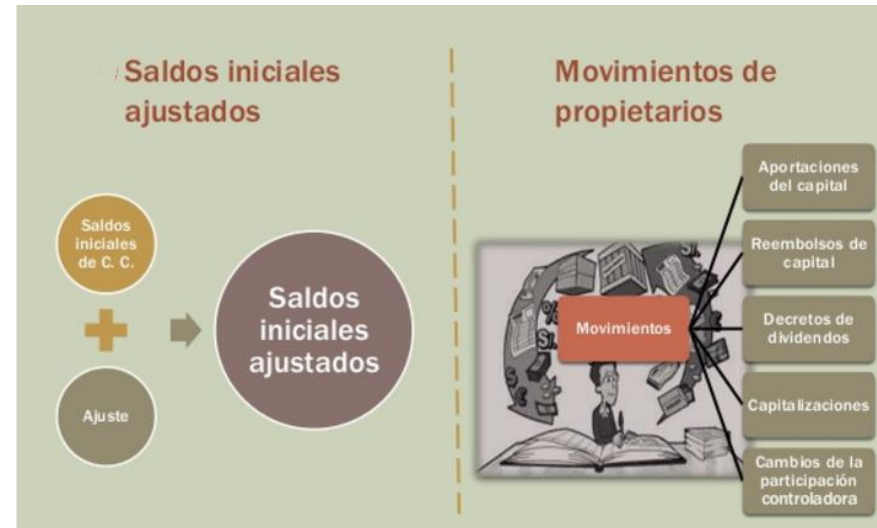 Saldos iniciales
ajustados
Saldos
iniciales
de C. C.
Ajuste
Saldos
iniciales
ajustados
Movimientos de
propietarios
Movimientos
Aportaciones
del capital
Reembolsos de
capital
Decretos de
dividendos
Capitalizaciones
Cambios de la
participación
controladora